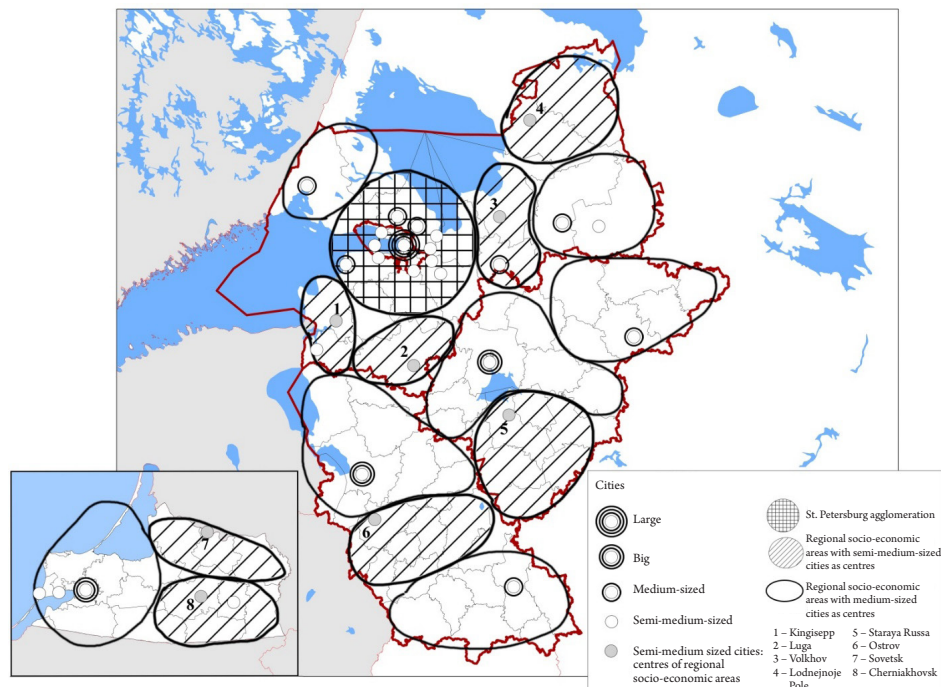 4
3
1
2
5
6
7
8
Cities
Large
Big
Medium-sized
Semi-medium-sized
Semi-medium sized cities:
centres of regional
socio-economic areas
St. Petersburg agglomeration
Regional socio-economic
areas with semi-medium-sized
cities as centres
Regional socio-economic
areas with medium-sized
cities as centres
1 – Kingisepp
2 – Luga
3 – Volkhov
4 – Lodnejnoje
Pole
5 – Staraya Russa
6 – Ostrov
7 – Sovetsk
8 – Cherniakhovsk